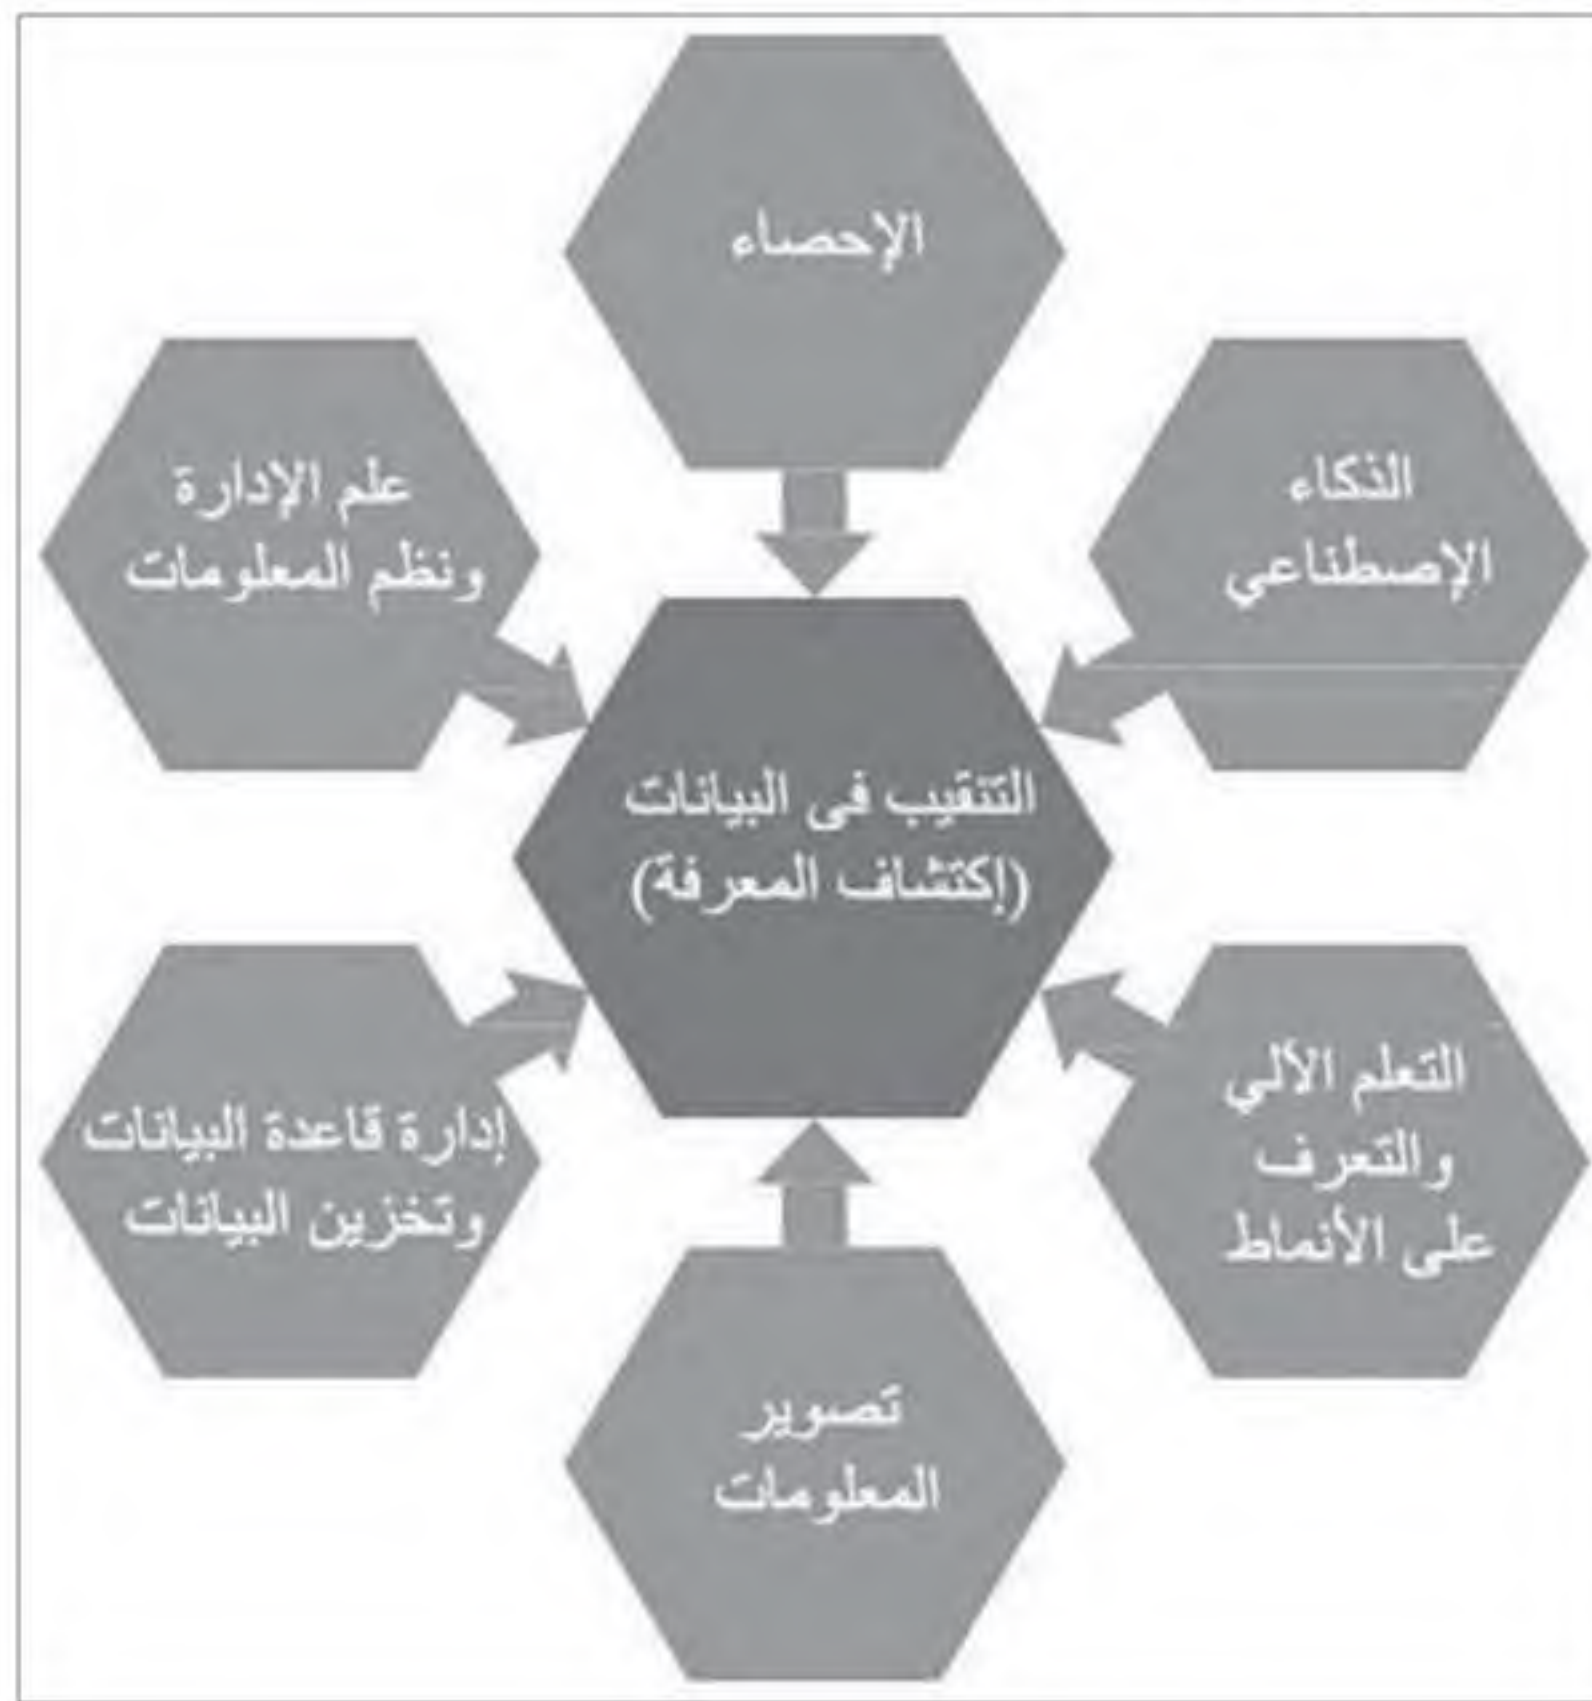 الإحصاء
الذكاء
الإصطناعي
علم الإدارة
ونظم المعلومات
التنقيب فى البيانات
(إكتشاف المعرفة)
التعلم الألي
والتعرف
على الأنماط
إدارة قاعدة البيانات
وتخزين البيانات
تصوير
المعلومات